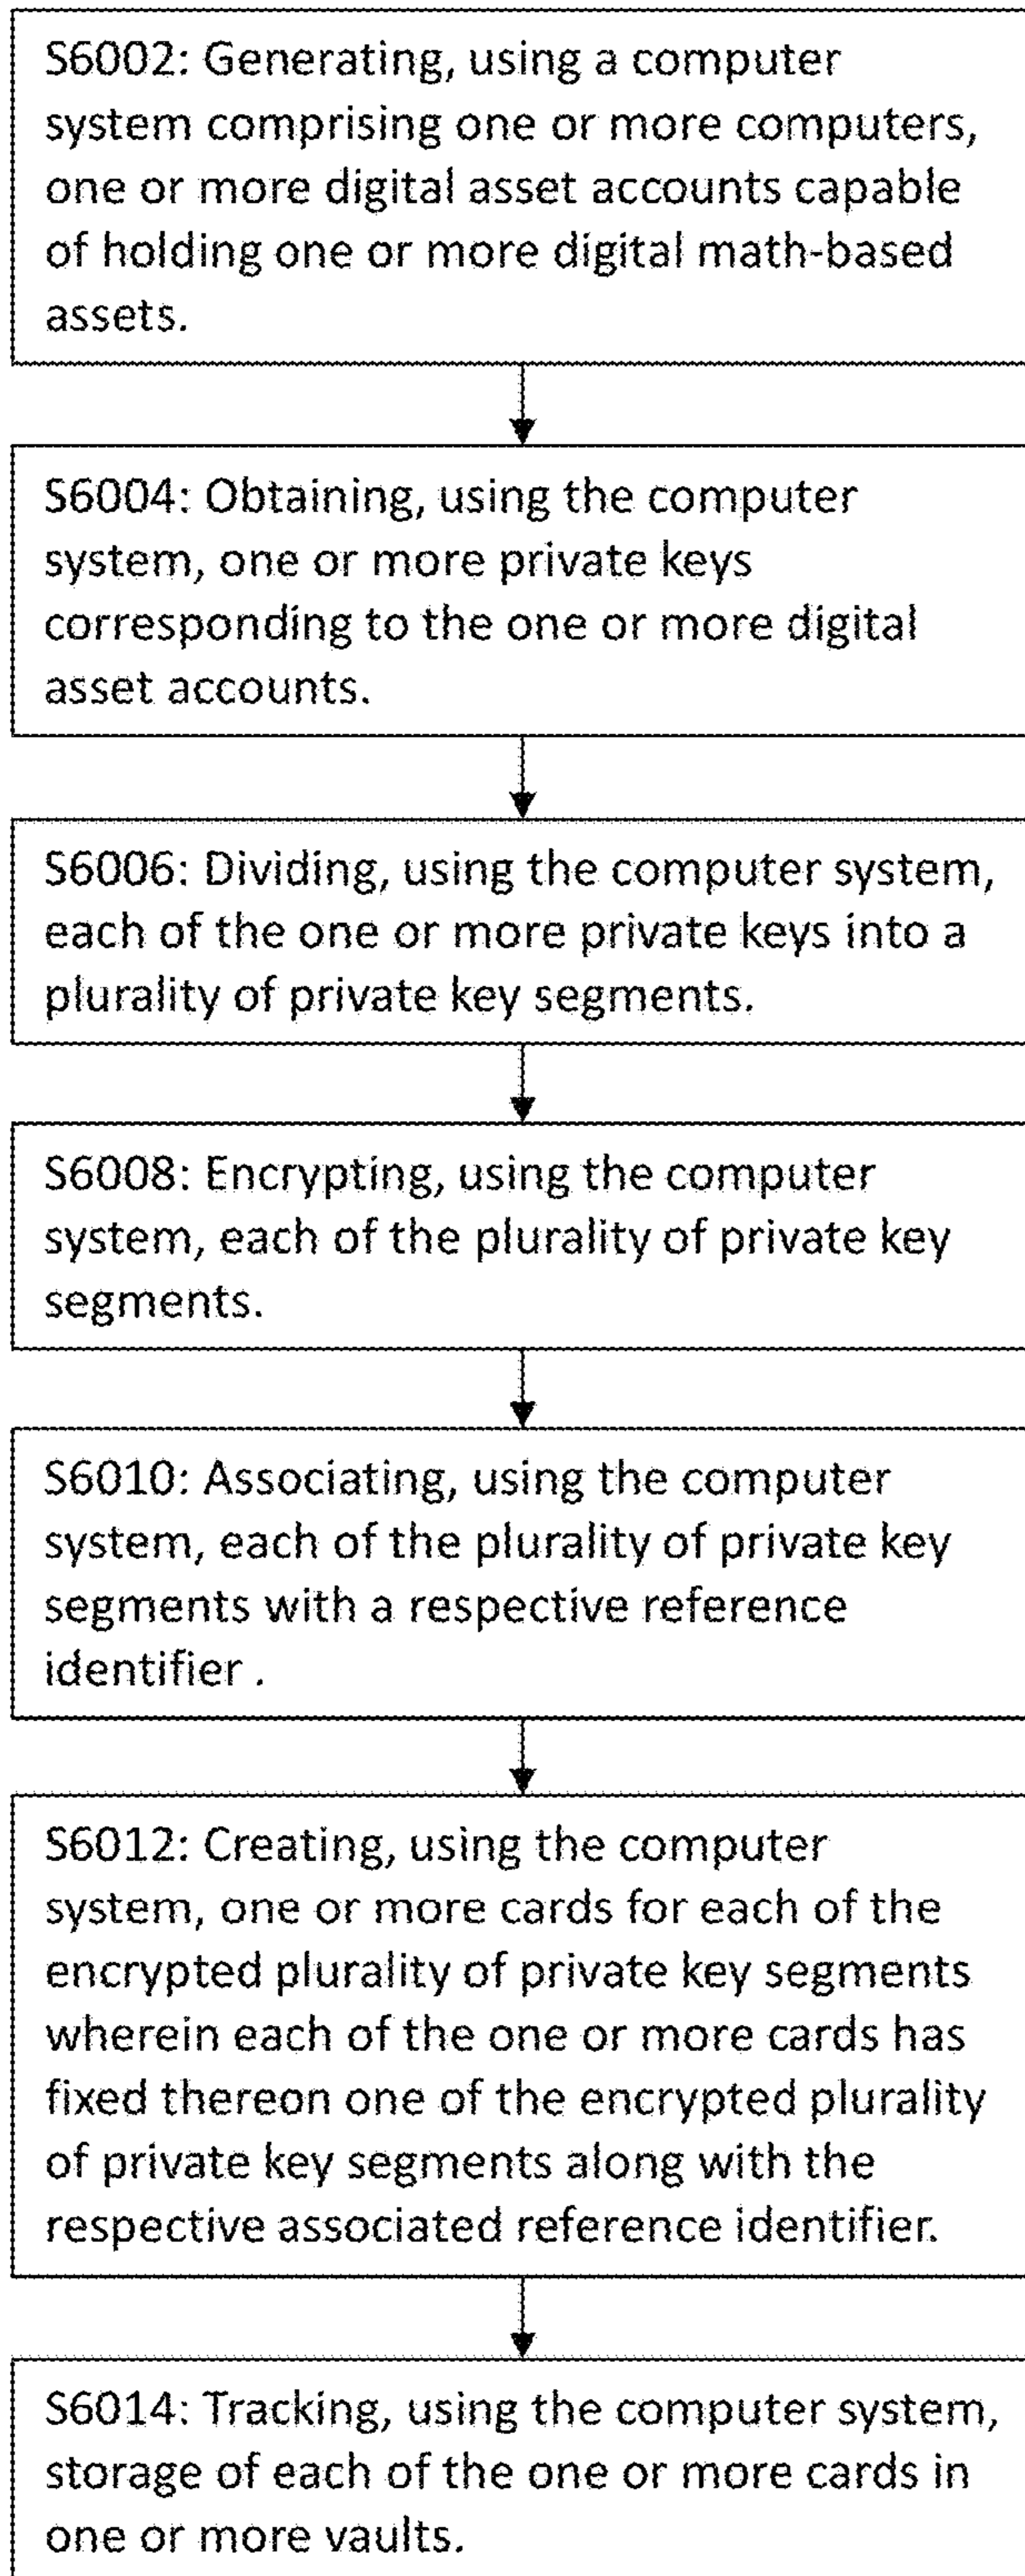 S6002: Generating, using a computer
system comprising one or more computers,
one or more digital asset accounts capable
of holding one or more digital math-based
assets.
S6004: Obtaining, using the computer
system, one or more private keys
corresponding to the one or more digital
asset accounts.
S6006: Dividing, using the computer system,
each of the one or more private keys into a
plurality of private key segments.
S6008: Encrypting, using the computer
system, each of the plurality of private key
segments.
S6010: Associating, using the computer
system, each of the plurality of private key
segments with a respective reference
identifier .
S6012: Creating, using the computer
system, one or more cards for each of the
encrypted plurality of private key segments
wherein each of the one or more cards has
fixed thereon one of the encrypted plurality
of private key segments along with the
respective associated reference identifier.
S6014: Tracking, using the computer system,
storage of each of the one or more cards in
one or more vaults.